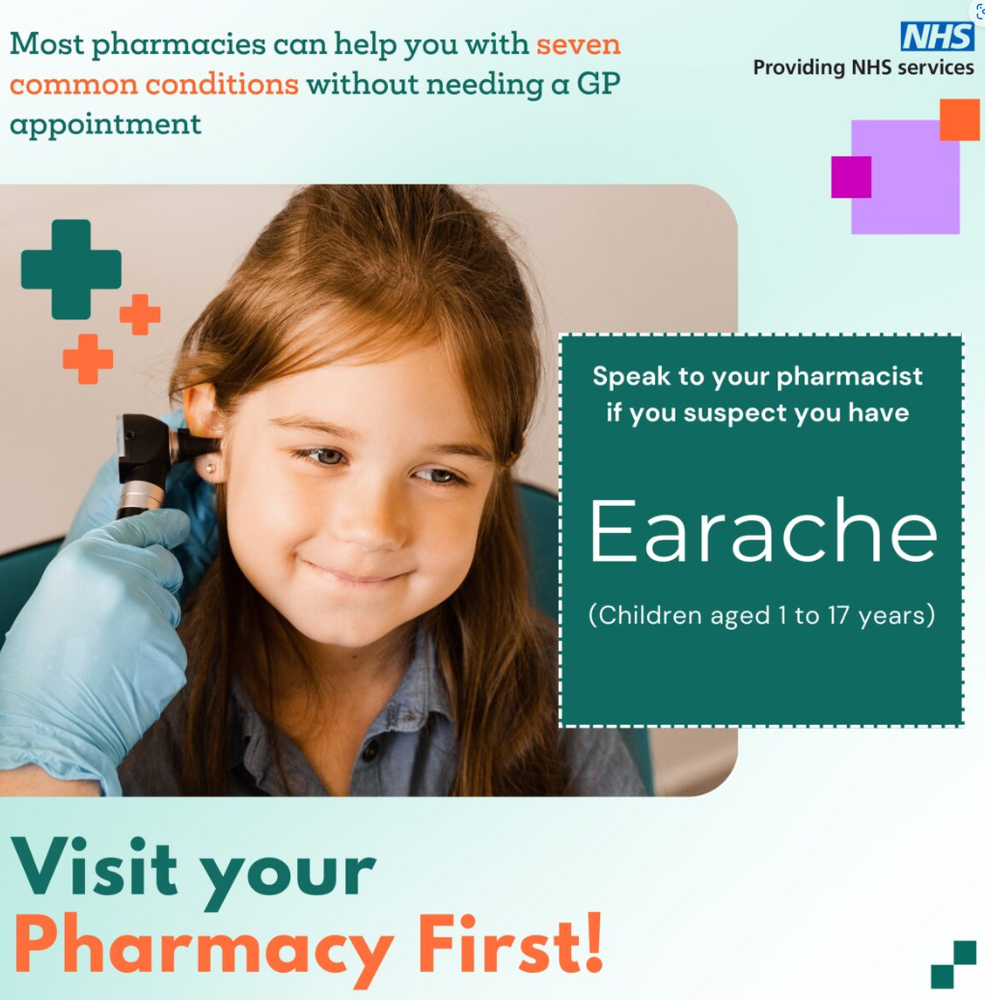 Most pharmacies can help you with seven
common conditions without needing a GP
appointment
NHS
Providing NHS services
Speak to your pharmacist
if you suspect you have
Earache
(Children aged 1 to 17 years)
Visit your
Pharmacy First!